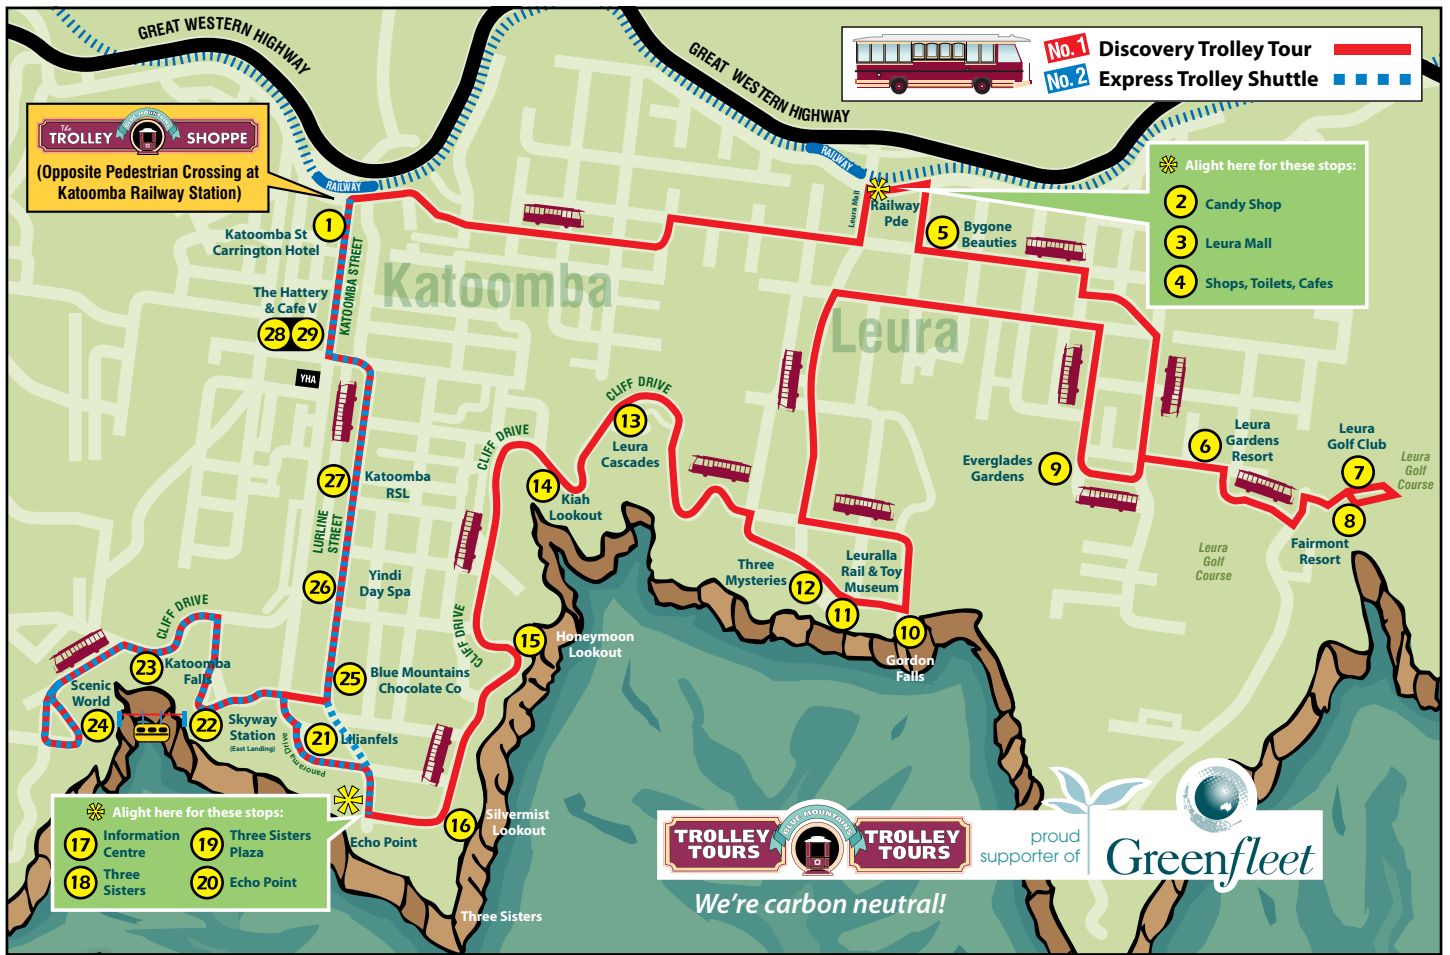 GREAT WESTERN HIGHWAY
GREAT WESTERN HIGHWAY
No. 1 Discovery Trolley Tour
No. 2 Express Trolley Shuttle
The
TROLLEY SHOPPE
BLUE MOUNTAINS
(Opposite Pedestrian Crossing at
Katoomba Railway Station)
RAILWAY
RAILWAY
Alight here for these stops:
2 Candy Shop
3 Leura Mall
4 Shops, Toilets, Cafes
Leura Mall
Railway
Pde
5 Bygone
Beauties
1
Katoomba St
Carrington Hotel
KATOOMBA STREET
Katoomba
Leura
The Hattery
& Cafe V
28 29
YHA
CLIFF DRIVE
13
Leura
Cascades
CLIFF DRIVE
14
Kiah
Lookout
27
Katoomba
RSL
LURLINE
STREET
26
Yindi
Day Spa
Everglades
Gardens
9
6
Leura
Gardens
Resort
Leura
Golf Club
7
8
Fairmont
Resort
Leura
Golf
Course
Leura
Golf
Course
Three
Mysteries
12
Leuralla
Rail & Toy
Museum
11
10
Gordon
Falls
CLIFF DRIVE
15
Honeymoon
Lookout
CLIFF DRIVE
23
Katoomba
Falls
Scenic
World
24
22
Skyway
Station
(East Landing)
25
Blue Mountains
Chocolate Co
21
Lilianfels
Panorama Drive
16
Silvermist
Lookout
Echo Point
Three Sisters
Alight here for these stops:
17 Information
Centre
18 Three
Sisters
19 Three Sisters
Plaza
20 Echo Point
TROLLEY
TOURS
BLUE MOUNTAINS
TROLLEY
TOURS
We're carbon neutral!
proud
supporter of
Greenfleet